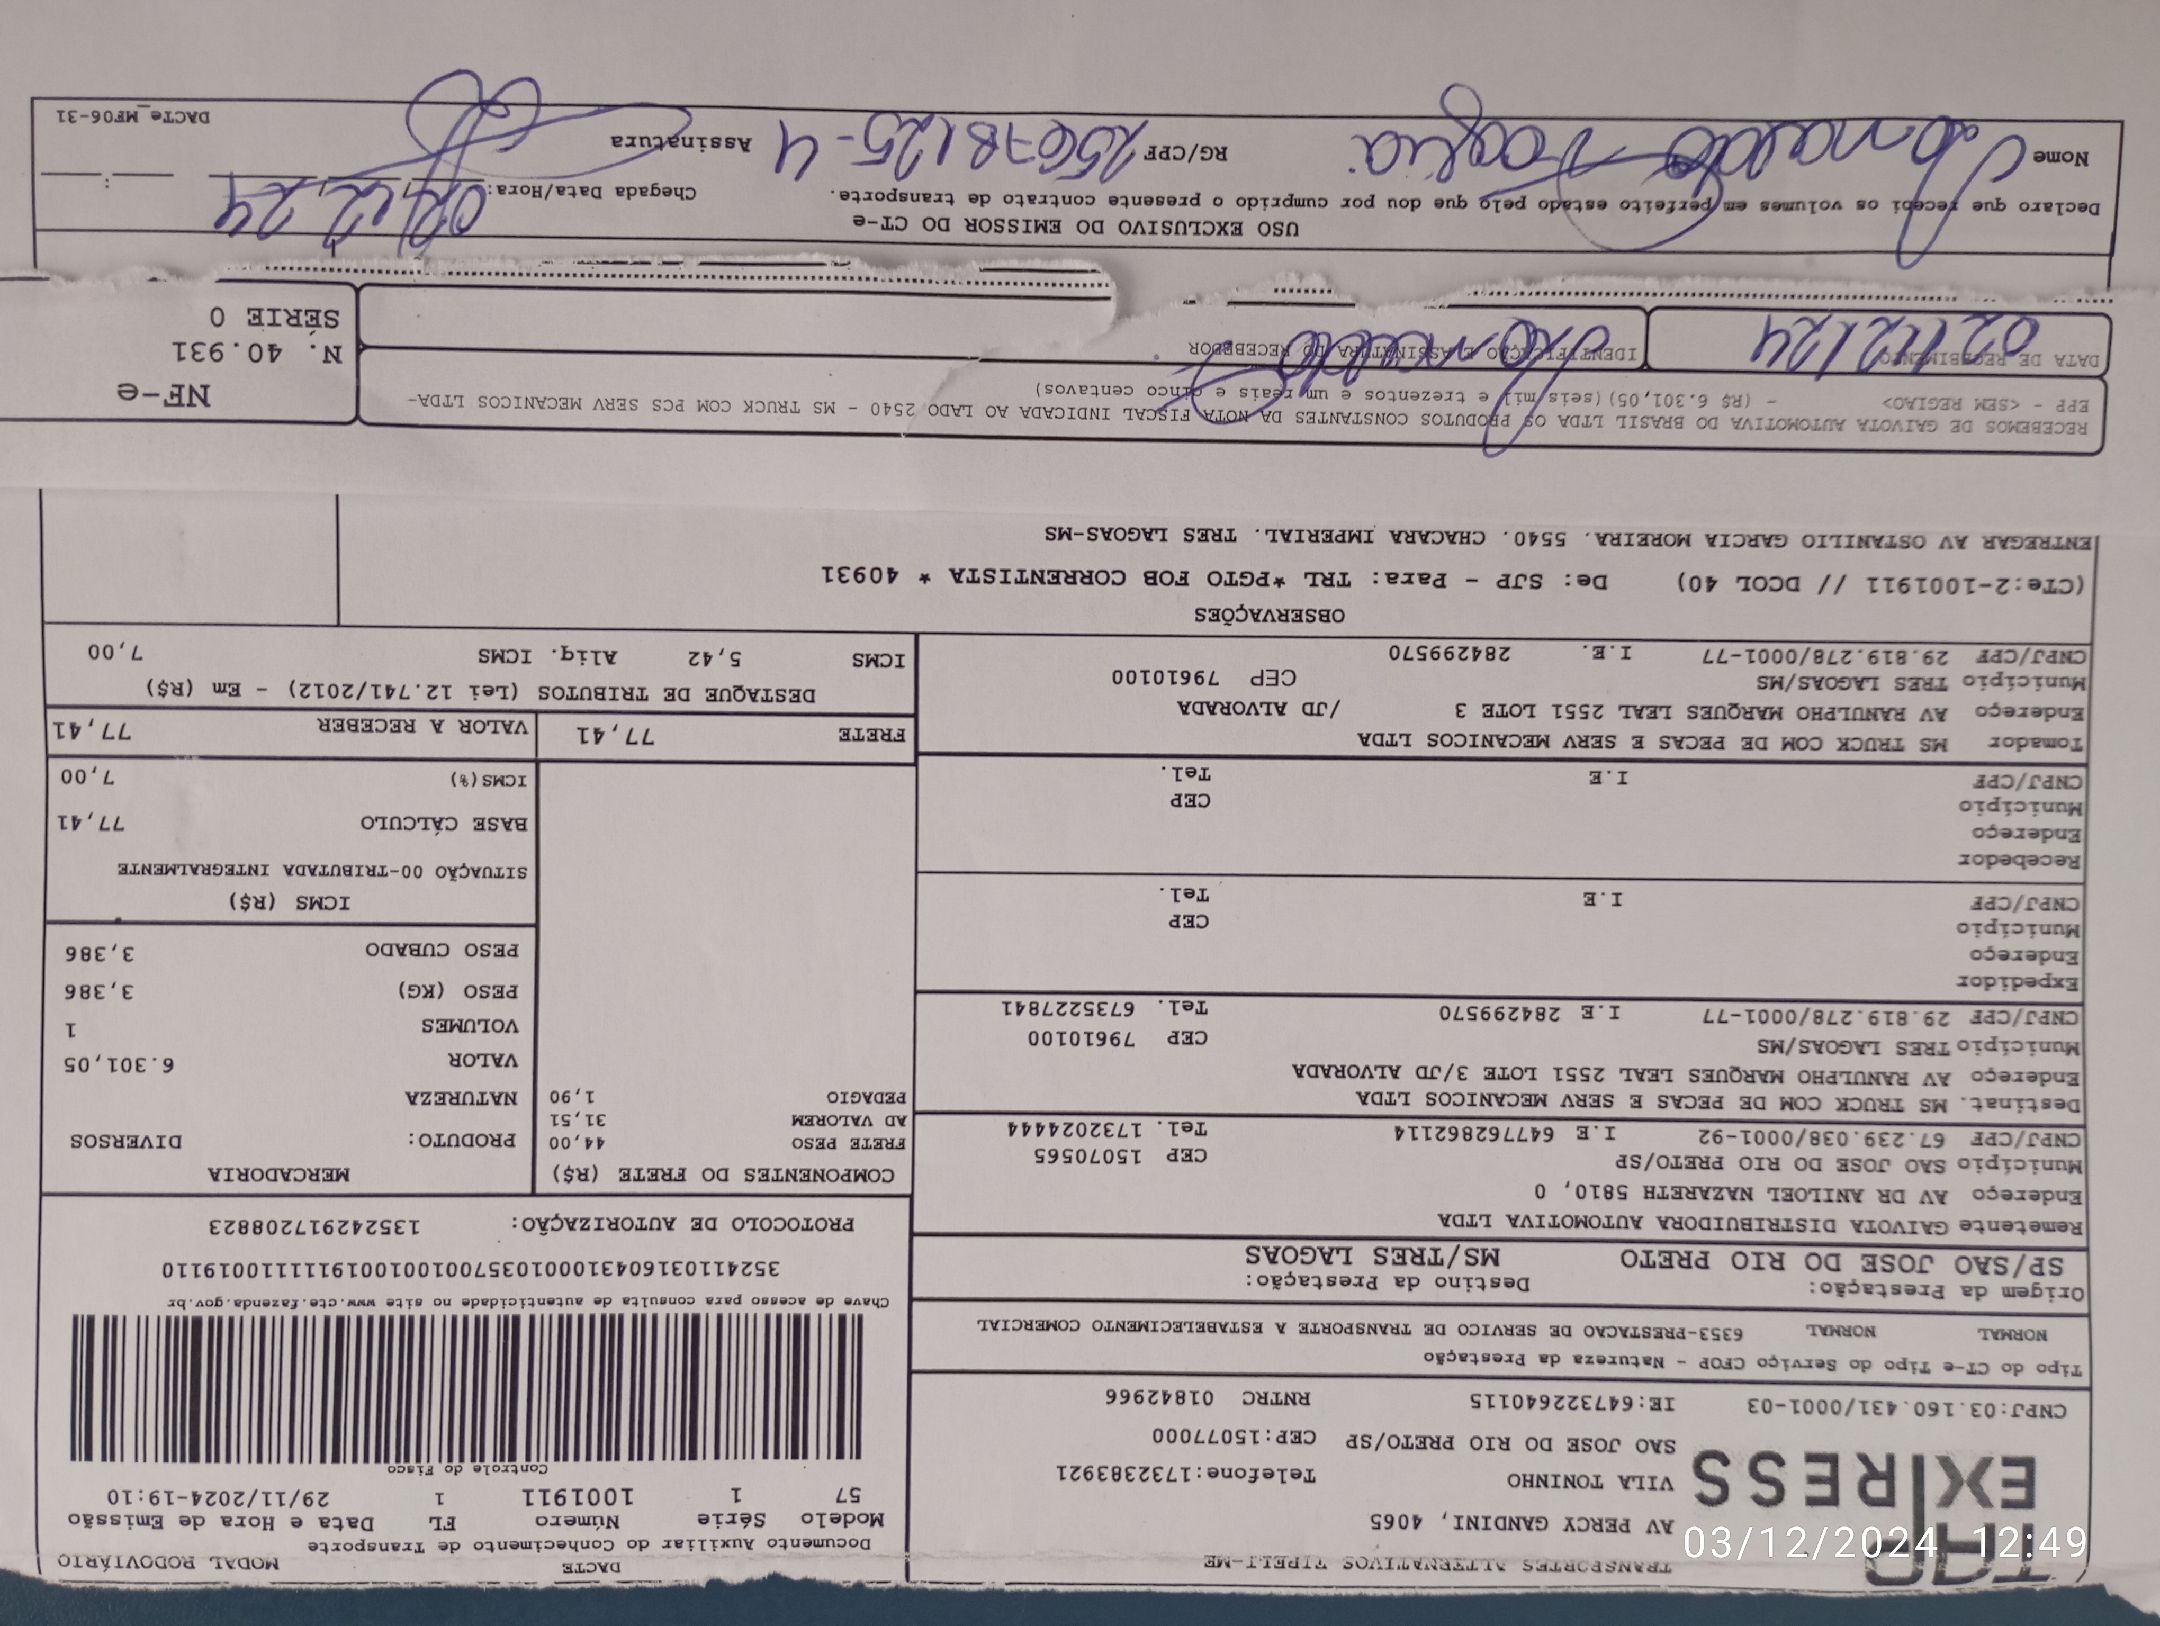 TRANSPORTES ALTERNATIVOS TIPELI-ME
TAO
EXPRESS
AV PERCY GANDINI, 4065
VILA TONINHO Telefone:1732383921
SAO JOSE DO RIO PRETO/SP CEP:15077000
CNPJ:03.160.431/0001-03 IE:647322640115 RNTRC 01842966
DACTE MODAL RODOVIÁRIO
Documento Auxiliar do Conhecimento de Transporte
Modelo Série Número FL Data e Hora de Emissão
57 1 1001911 1 29/11/2024-19:10
Controle do Fisco
Chave de acesso para consulta de autenticidade no site www.cte.fazenda.gov.br
PROTOCOLO DE AUTORIZAÇÃO: 135242917208823
Tipo do CT-e Tipo do Serviço CFOP - Natureza da Prestação
NORMAL NORMAL 6353-PRESTACAO DE SERVICO DE TRANSPORTE A ESTABELECIMENTO COMERCIAL
Origem da Prestação: Destino da Prestação:
SP/SAO JOSE DO RIO PRETO MS/TRES LAGOAS
Remetente GAIVOTA DISTRIBUIDORA AUTOMOTIVA LTDA
Endereço AV DR ANILOEL NAZARETH 5810, 0
Município SAO JOSE DO RIO PRETO/SP CEP 15070565
CNPJ/CPF 67.239.038/0001-92 I.E 647762862114 Tel. 1732024444
Destinat. MS TRUCK COM DE PECAS E SERV MECANICOS LTDA
Endereço AV RANULPHO MARQUES LEAL 2551 LOTE 3/JD ALVORADA
Município TRES LAGOAS/MS CEP 79610100
CNPJ/CPF 29.819.278/0001-77 I.E 284299570 Tel. 6735227841
Expedidor
Endereço
Município CEP
CNPJ/CPF I.E Tel.
Recebedor
Endereço
Município CEP
CNPJ/CPF I.E Tel.
Tomador MS TRUCK COM DE PECAS E SERV MECANICOS LTDA
Endereço AV RANULPHO MARQUES LEAL 2551 LOTE 3 /JD ALVORADA
Município TRES LAGOAS/MS CEP 79610100
CNPJ/CPF 29.819.278/0001-77 I.E. 284299570
COMPONENTES DO FRETE (R$)
FRETE PESO 44,00
AD VALOREM 31,51
PEDAGIO 1,90
MERCADORIA
PRODUTO: DIVERSOS
NATUREZA
VALOR 6.301,05
VOLUMES 1
PESO (KG) 3,386
PESO CUBADO 3,386
ICMS (R$)
SITUAÇÃO 00-TRIBUTADA INTEGRALMENTE
BASE CÁLCULO 77,41
ICMS(%) 7,00
FRETE 77,41 VALOR A RECEBER 77,41
DESTAQUE DE TRIBUTOS (Lei 12.741/2012) - Em (R$)
ICMS 5,42 Aliq. ICMS 7,00
OBSERVAÇÕES
(CTe:2-1001911 // DCOL 40) De: SJP - Para: TRL *PGTO FOB CORRENTISTA * 40931
ENTREGAR AV OSTANILIO GARCIA MOREIRA. 5540. CHACARA IMPERIAL. TRES LAGOAS-MS
RECEBEMOS DE GAIVOTA AUTOMOTIVA DO BRASIL LTDA OS PRODUTOS CONSTANTES DA NOTA FISCAL INDICADA AO LADO 2540 - MS TRUCK COM PCS SERV MECANICOS LTDA-
EPP - <SEM REGIAO> - (R$ 6.301,05)(seis mil e trezentos e um reais e cinco centavos)
DATA DE RECEBIMENTO IDENTIFICAÇÃO E ASSINATURA DO RECEBEDOR
02/12/24
NF-e
N. 40.931
SÉRIE 0
USO EXCLUSIVO DO EMISSOR DO CT-e
Declaro que recebi os volumes em perfeito estado pelo que dou por cumprido o presente contrato de transporte. Chegada Data/Hora: 02/12/24
Nome RG/CPF 25678125-4 Assinatura
DACTe_MF06-31
03/12/2024 12:49